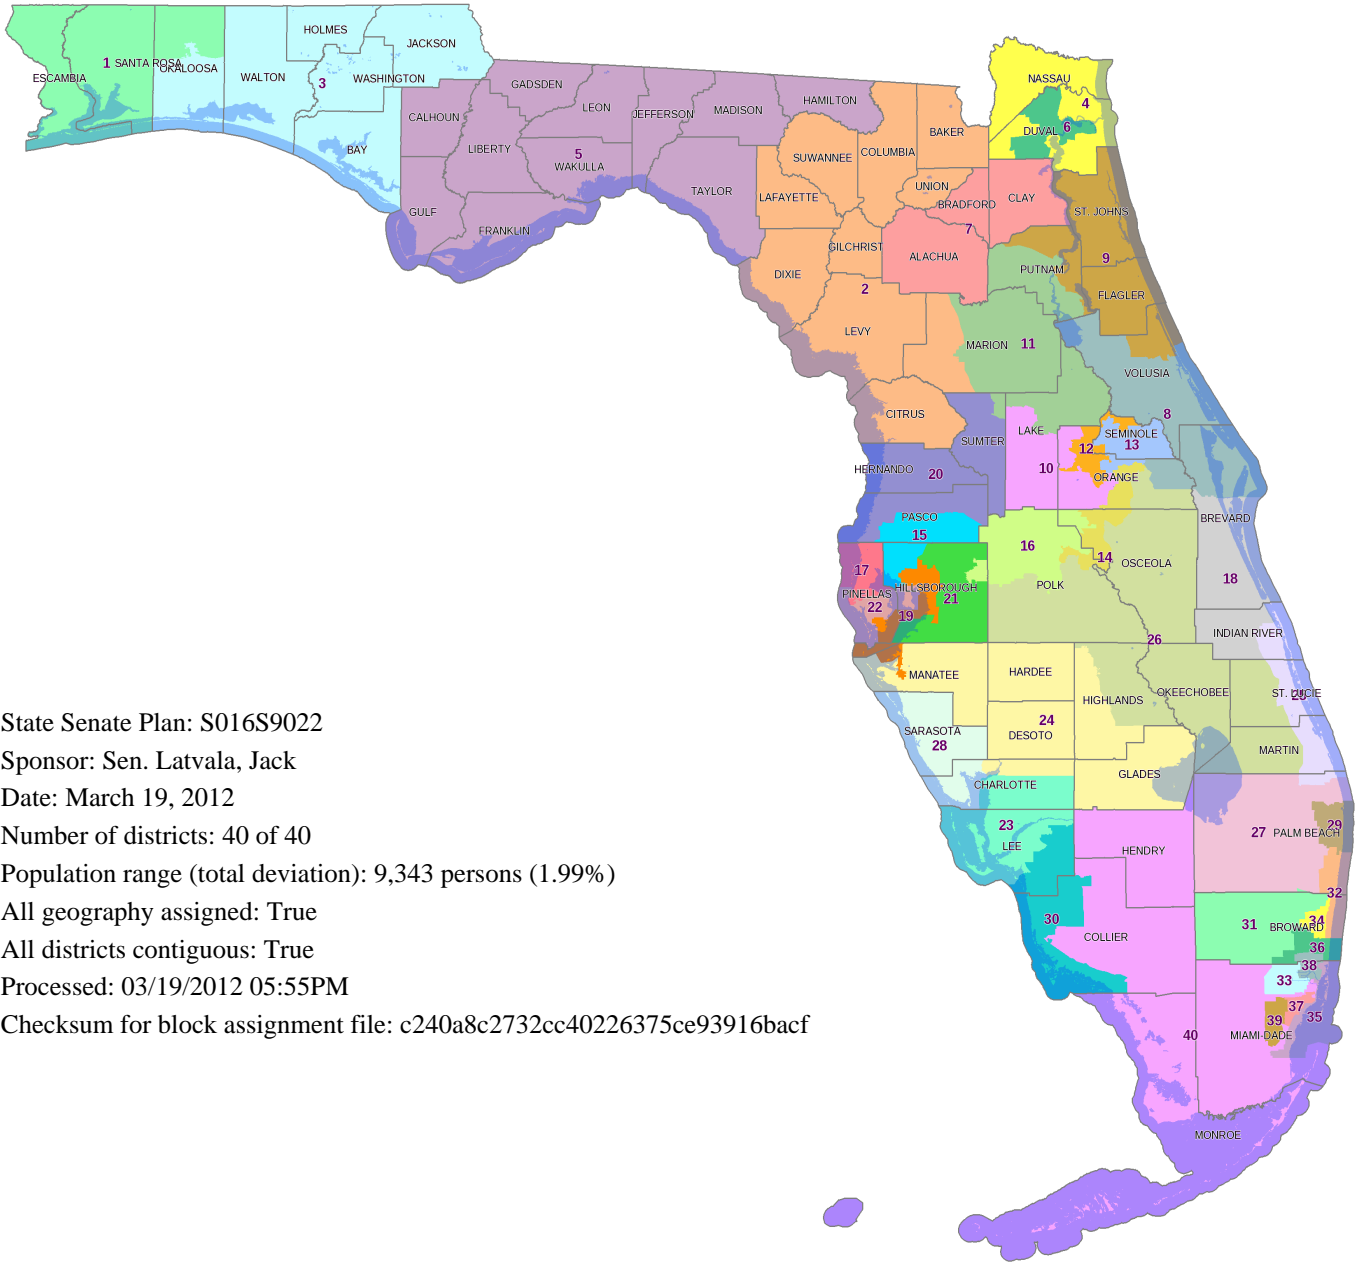 HOLMES
JACKSON
1 SANTA ROSA
OKALOOSA
ESCAMBIA
WALTON
3
WASHINGTON
BAY
GADSDEN
LEON
JEFFERSON
MADISON
HAMILTON
CALHOUN
LIBERTY
5
WAKULLA
TAYLOR
GULF
FRANKLIN
NASSAU
4
DUVAL 6
BAKER
COLUMBIA
SUWANNEE
UNION
LAFAYETTE
BRADFORD
CLAY
ST. JOHNS
7
GILCHRIST
ALACHUA
9
DIXIE
PUTNAM
2
FLAGLER
LEVY
MARION 11
VOLUSIA
8
CITRUS
LAKE
SUMTER
12
SEMINOLE
13
HERNANDO
20
10
ORANGE
PASCO
15
BREVARD
16
14
OSCEOLA
17
18
PINELLAS
HILLSBOROUGH
21
POLK
22
19
INDIAN RIVER
26
MANATEE
HARDEE
HIGHLANDS
OKEECHOBEE
ST. LUCIE
25
SARASOTA
28
24
DESOTO
MARTIN
CHARLOTTE
GLADES
23
LEE
27 PALM BEACH
29
HENDRY
32
30
COLLIER
31
BROWARD
34
36
38
33
37
39
35
MIAMI-DADE
40
MONROE
State Senate Plan: S016S9022
Sponsor: Sen. Latvala, Jack
Date: March 19, 2012
Number of districts: 40 of 40
Population range (total deviation): 9,343 persons (1.99%)
All geography assigned: True
All districts contiguous: True
Processed: 03/19/2012 05:55PM
Checksum for block assignment file: c240a8c2732cc40226375ce93916bacf